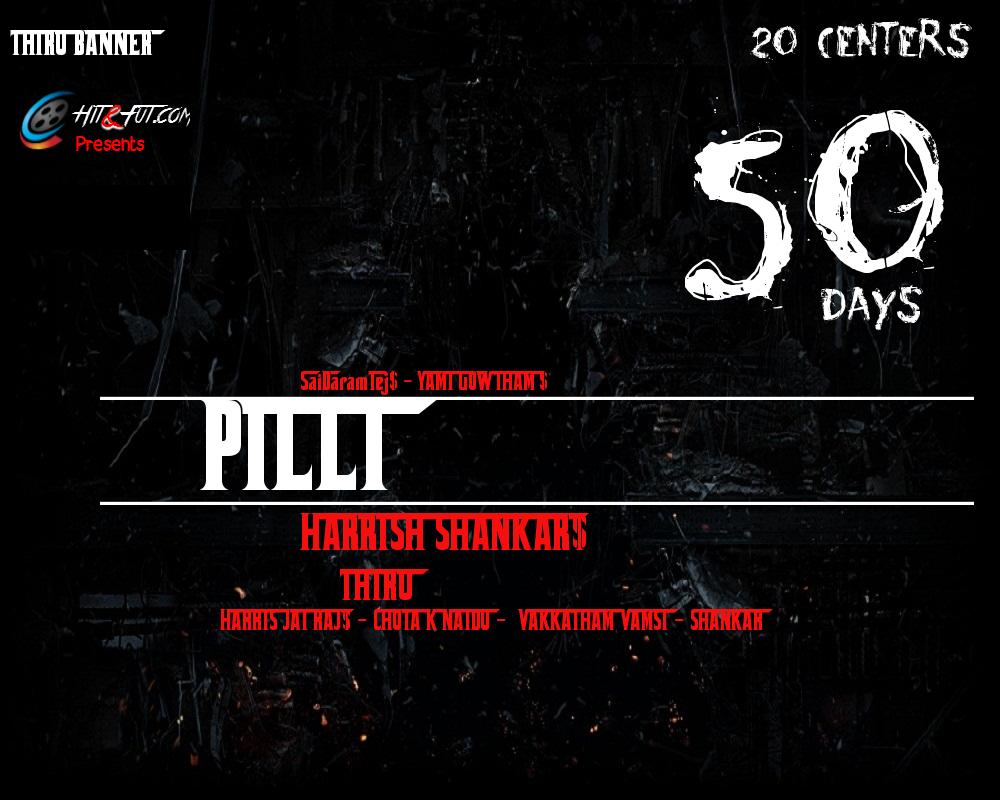 THIRU BANNER
20 CENTERS
HIT&FUT.COM
Presents
50
DAYS
SaiDaramTej$ - YAMI GOWTHAM $
PILLI
HARRISH SHANKAR$
THIRU
HARRIS JAI RAJ$ - CHOTA K NAIDU - VAKKATHAM VAMSI - SHANKAR